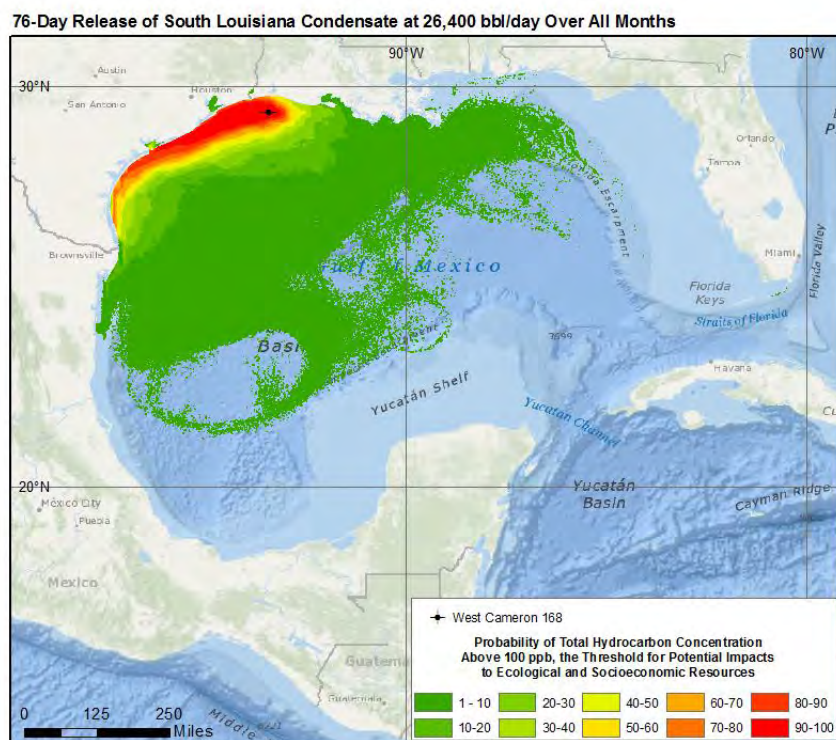 76-Day Release of South Louisiana Condensate at 26,400 bbl/day Over All Months
90°W
80°W
30°N
Austin
Houston
San Antonio
Orlando
Tampa
Florida Escarpment
Brownsville
Miami
Florida Valley
Gulf of Mexico
Florida Keys
Straits of Florida
Basi
3699
Havana
Yucatán Shelf
Yucatan Channel
20°N
Yucatán Basin
Cayman Ridge
México City
Puebla
Mexico
Guatema
Guatemala
Middle
West Cameron 168
Probability of Total Hydrocarbon Concentration
Above 100 ppb, the Threshold for Potential Impacts
to Ecological and Socioeconomic Resources
1 - 10
20-30
40-50
60-70
80-90
10-20
30-40
50-60
70-80
90-100
0
125
250
Miles